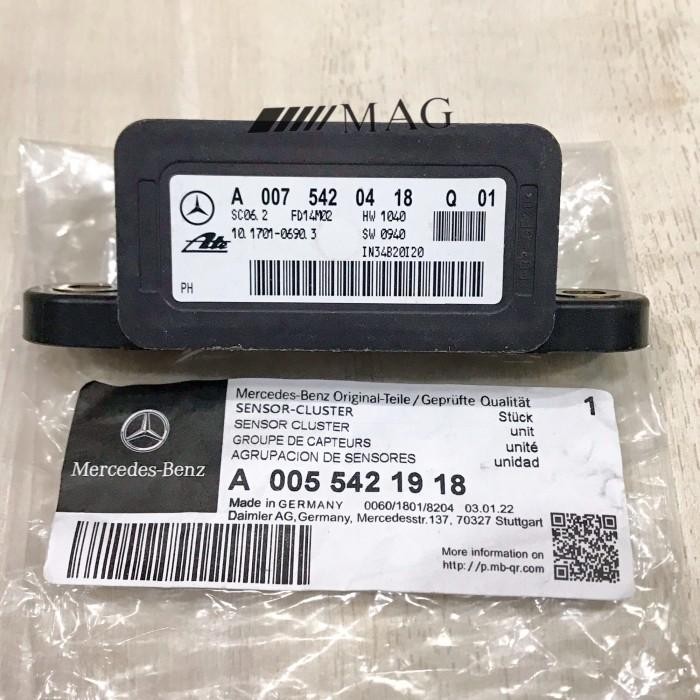 MAG
A 007 542 04 18 Q 01
SC06.2 FD14M02 HW 1040
Ate 10.1701-0690.3 SW 0940
IN34B20I20
PH
Mercedes-Benz
Mercedes-Benz Original-Teile/Geprüfte Qualität
SENSOR-CLUSTER Stück 1
SENSOR CLUSTER unit
GROUPE DE CAPTEURS unité
AGRUPACION DE SENSORES unidad
A 005 542 19 18
Made in GERMANY 0060/1801/8204 03.01.22
Daimler AG, Germany, Mercedesstr.137, 70327 Stuttgart
More information on
http://p.mb-qr.com